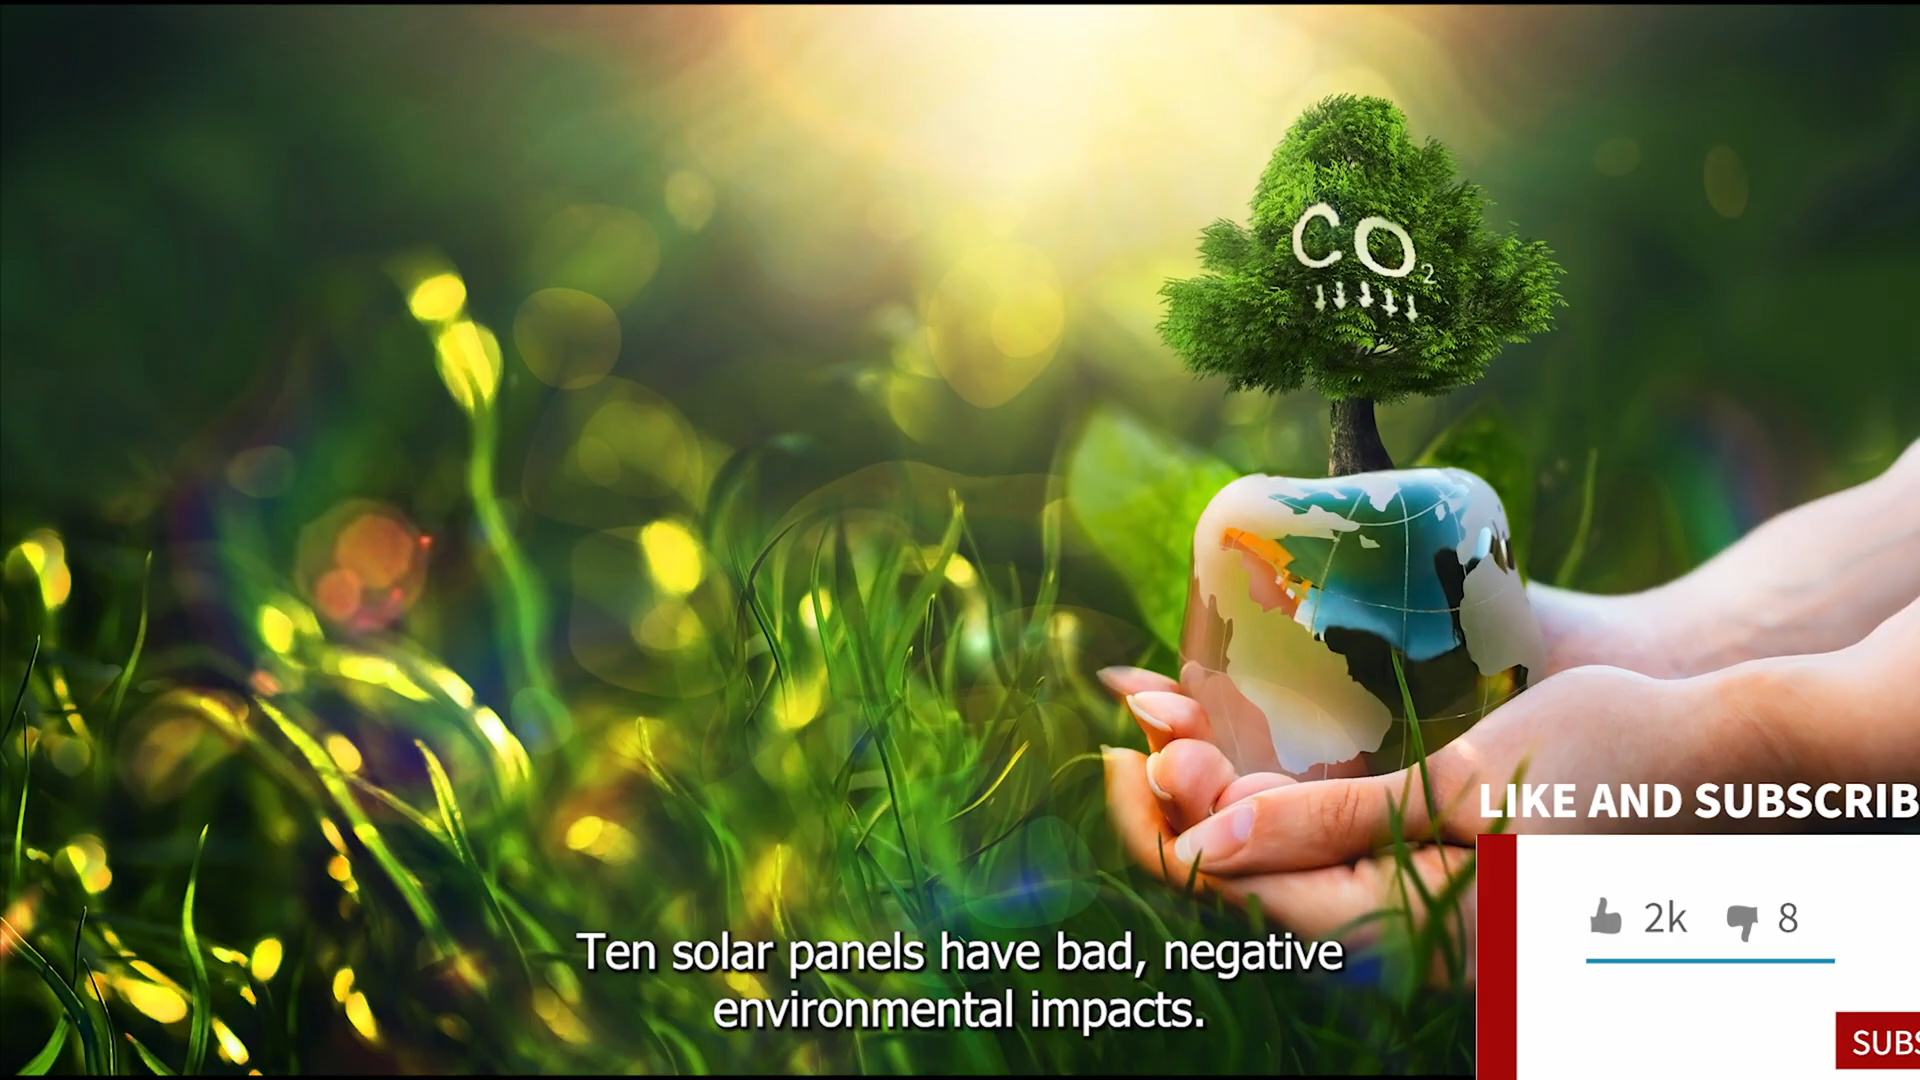 CO2
LIKE AND SUBSCRIB
2k 8
SUBS
Ten solar panels have bad, negative
environmental impacts.